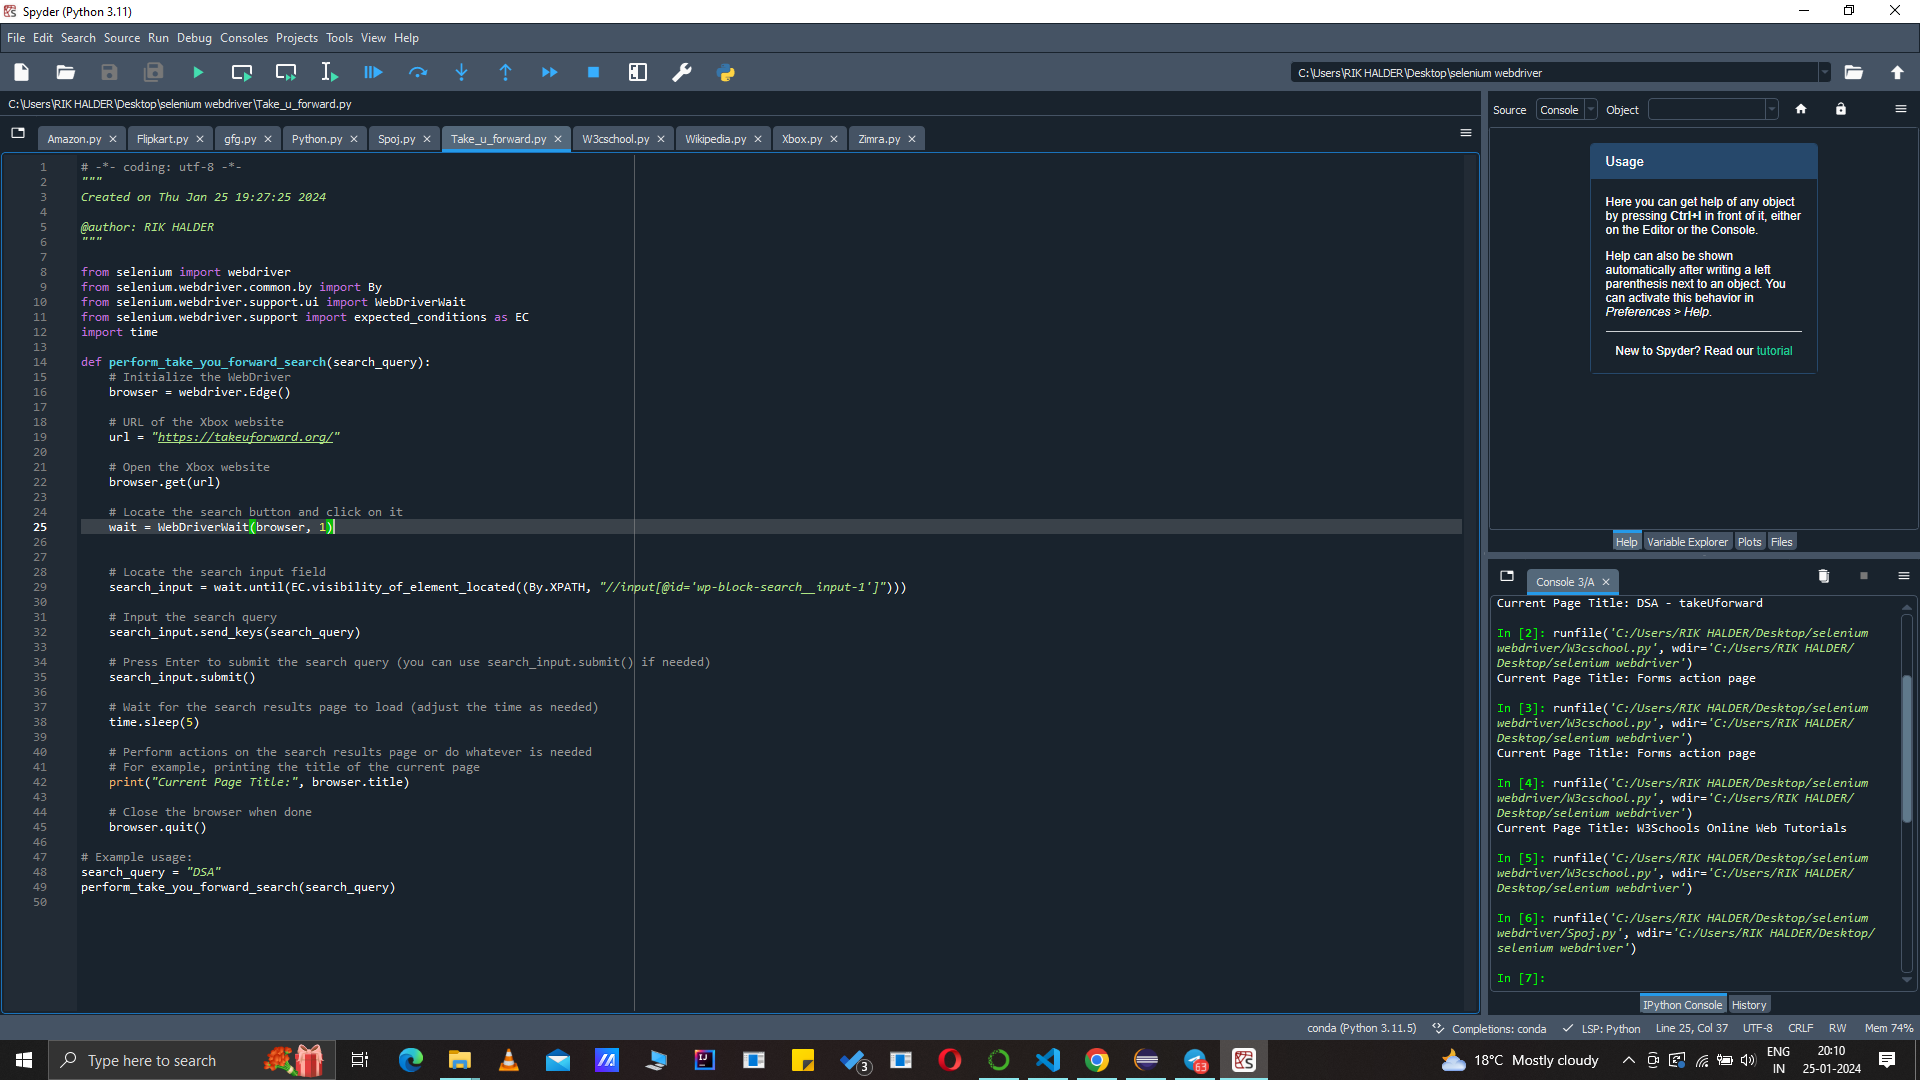 Spyder (Python 3.11)
File Edit Search Source Run Debug Consoles Projects Tools View Help
C:\Users\RIK HALDER\Desktop\selenium webdriver
C:\Users\RIK HALDER\Desktop\selenium webdriver\Take_u_forward.py
Amazon.py Flipkart.py gfg.py Python.py Spoj.py Take_u_forward.py W3cschool.py Wikipedia.py Xbox.py Zimra.py
1 # -*- coding: utf-8 -*-
2 """
3 Created on Thu Jan 25 19:27:25 2024
4
5 @author: RIK HALDER
6 """
7
8 from selenium import webdriver
9 from selenium.webdriver.common.by import By
10 from selenium.webdriver.support.ui import WebDriverWait
11 from selenium.webdriver.support import expected_conditions as EC
12 import time
13
14 def perform_take_you_forward_search(search_query):
15     # Initialize the WebDriver
16     browser = webdriver.Edge()
17
18     # URL of the Xbox website
19     url = "https://takeuforward.org/"
20
21     # Open the Xbox website
22     browser.get(url)
23
24     # Locate the search button and click on it
25     wait = WebDriverWait(browser, 1)
26
27
28     # Locate the search input field
29     search_input = wait.until(EC.visibility_of_element_located((By.XPATH, "//input[@id='wp-block-search__input-1']")))
30
31     # Input the search query
32     search_input.send_keys(search_query)
33
34     # Press Enter to submit the search query (you can use search_input.submit() if needed)
35     search_input.submit()
36
37     # Wait for the search results page to load (adjust the time as needed)
38     time.sleep(5)
39
40     # Perform actions on the search results page or do whatever is needed
41     # For example, printing the title of the current page
42     print("Current Page Title:", browser.title)
43
44     # Close the browser when done
45     browser.quit()
46
47 # Example usage:
48 search_query = "DSA"
49 perform_take_you_forward_search(search_query)
50
Source Console Object
Usage
Here you can get help of any object
by pressing Ctrl+I in front of it, either
on the Editor or the Console.
Help can also be shown
automatically after writing a left
parenthesis next to an object. You
can activate this behavior in
Preferences > Help.
New to Spyder? Read our tutorial
Help Variable Explorer Plots Files
Console 3/A
Current Page Title: DSA - takeUforward
In [2]: runfile('C:/Users/RIK HALDER/Desktop/selenium
webdriver/W3cschool.py', wdir='C:/Users/RIK HALDER/
Desktop/selenium webdriver')
Current Page Title: Forms action page
In [3]: runfile('C:/Users/RIK HALDER/Desktop/selenium
webdriver/W3cschool.py', wdir='C:/Users/RIK HALDER/
Desktop/selenium webdriver')
Current Page Title: Forms action page
In [4]: runfile('C:/Users/RIK HALDER/Desktop/selenium
webdriver/W3cschool.py', wdir='C:/Users/RIK HALDER/
Desktop/selenium webdriver')
Current Page Title: W3Schools Online Web Tutorials
In [5]: runfile('C:/Users/RIK HALDER/Desktop/selenium
webdriver/W3cschool.py', wdir='C:/Users/RIK HALDER/
Desktop/selenium webdriver')
In [6]: runfile('C:/Users/RIK HALDER/Desktop/selenium
webdriver/Spoj.py', wdir='C:/Users/RIK HALDER/Desktop/
selenium webdriver')
In [7]:
IPython Console History
conda (Python 3.11.5) Completions: conda LSP: Python Line 25, Col 37 UTF-8 CRLF RW Mem 74%
Type here to search
3
63
18°C Mostly cloudy
ENG
IN
20:10
25-01-2024